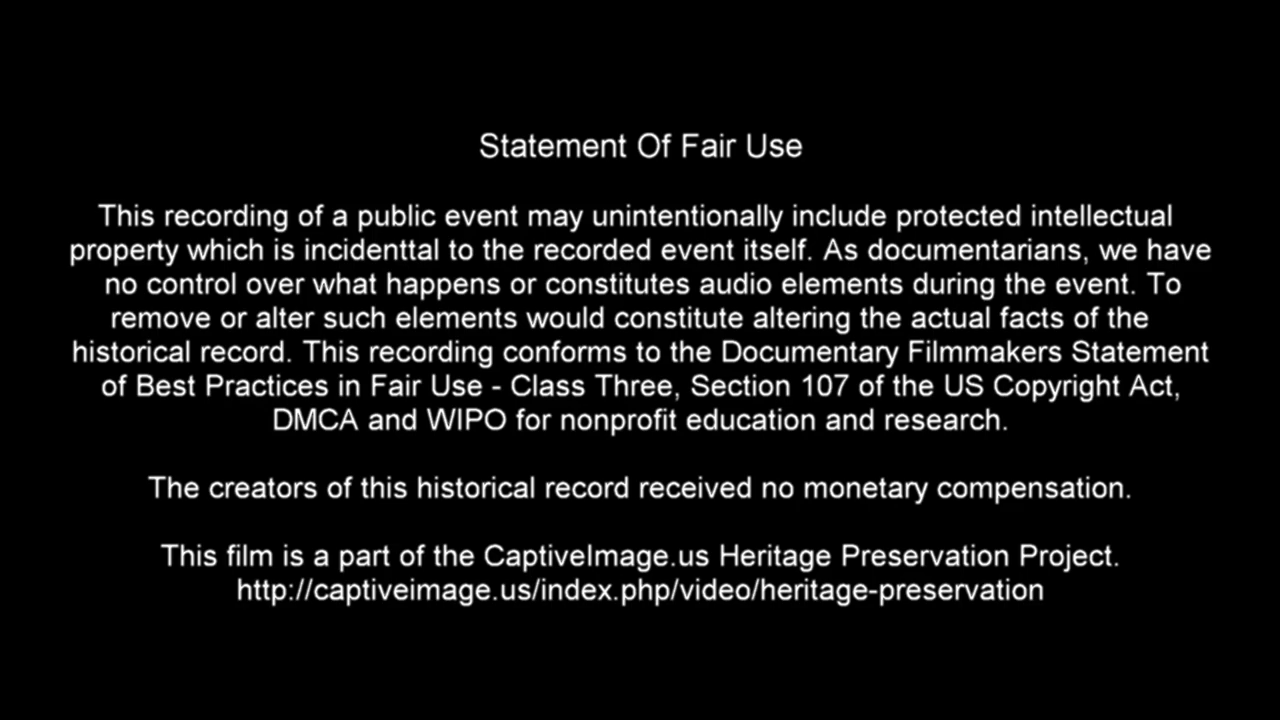 Statement Of Fair Use
This recording of a public event may unintentionally include protected intellectual
property which is incidenttal to the recorded event itself. As documentarians, we have
no control over what happens or constitutes audio elements during the event. To
remove or alter such elements would constitute altering the actual facts of the
historical record. This recording conforms to the Documentary Filmmakers Statement
of Best Practices in Fair Use - Class Three, Section 107 of the US Copyright Act,
DMCA and WIPO for nonprofit education and research.
The creators of this historical record received no monetary compensation.
This film is a part of the CaptiveImage.us Heritage Preservation Project.
http://captiveimage.us/index.php/video/heritage-preservation